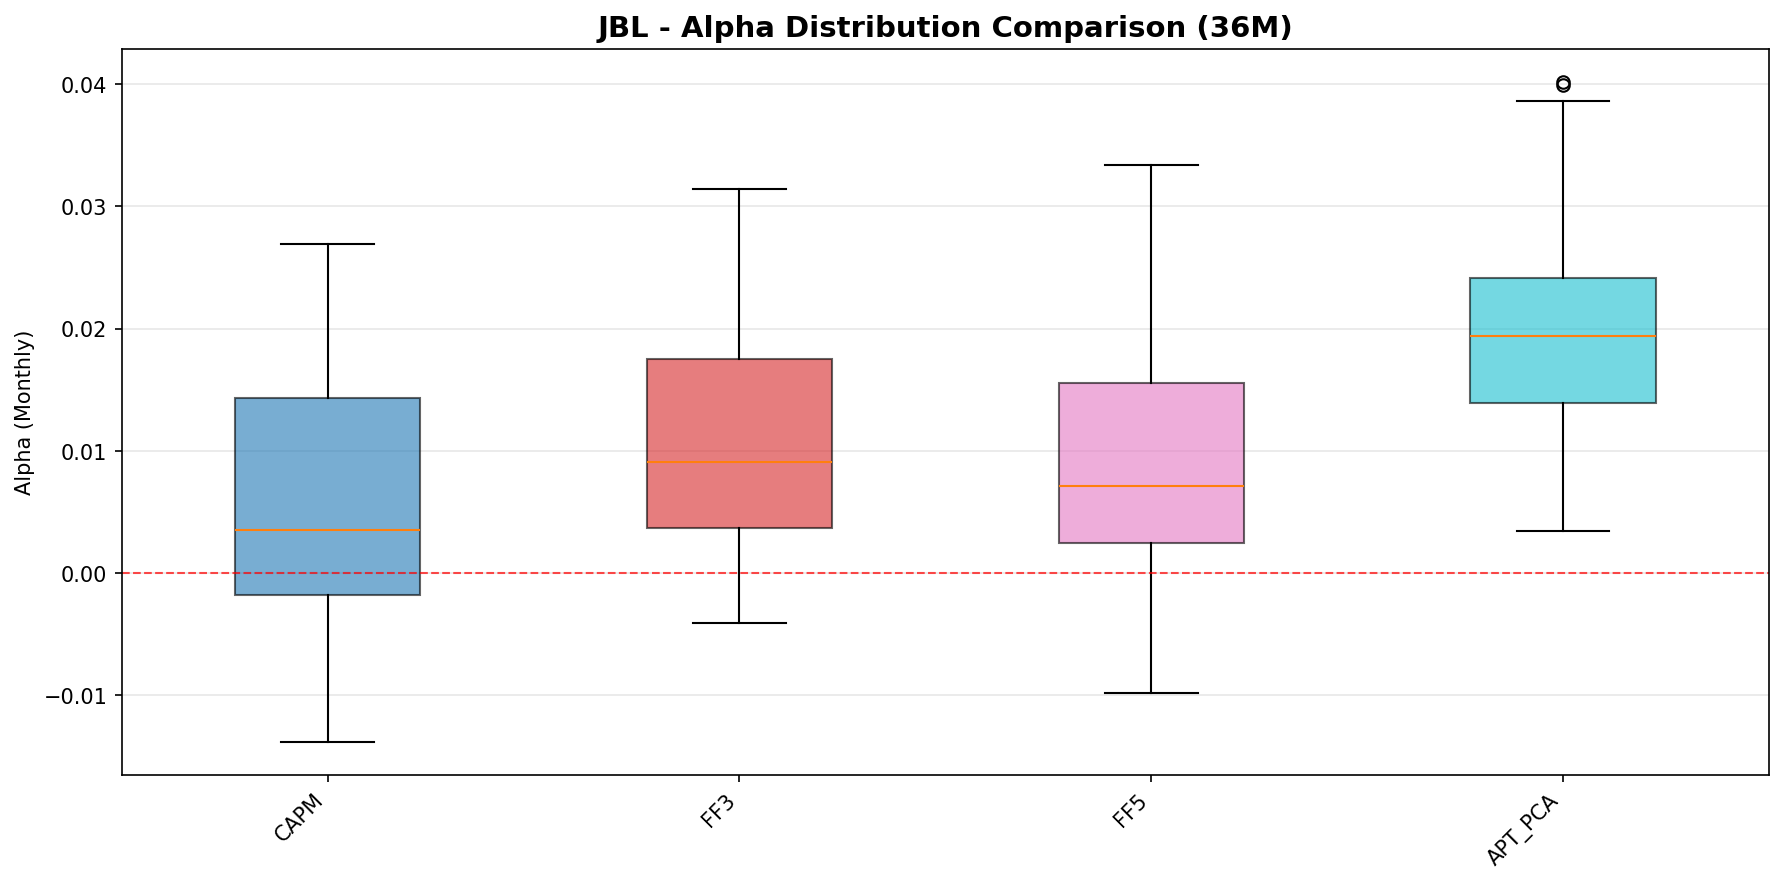 JBL - Alpha Distribution Comparison (36M)
Alpha (Monthly)
0.04
0.03
0.02
0.01
0.00
−0.01
CAPM
FF3
FF5
APT_PCA